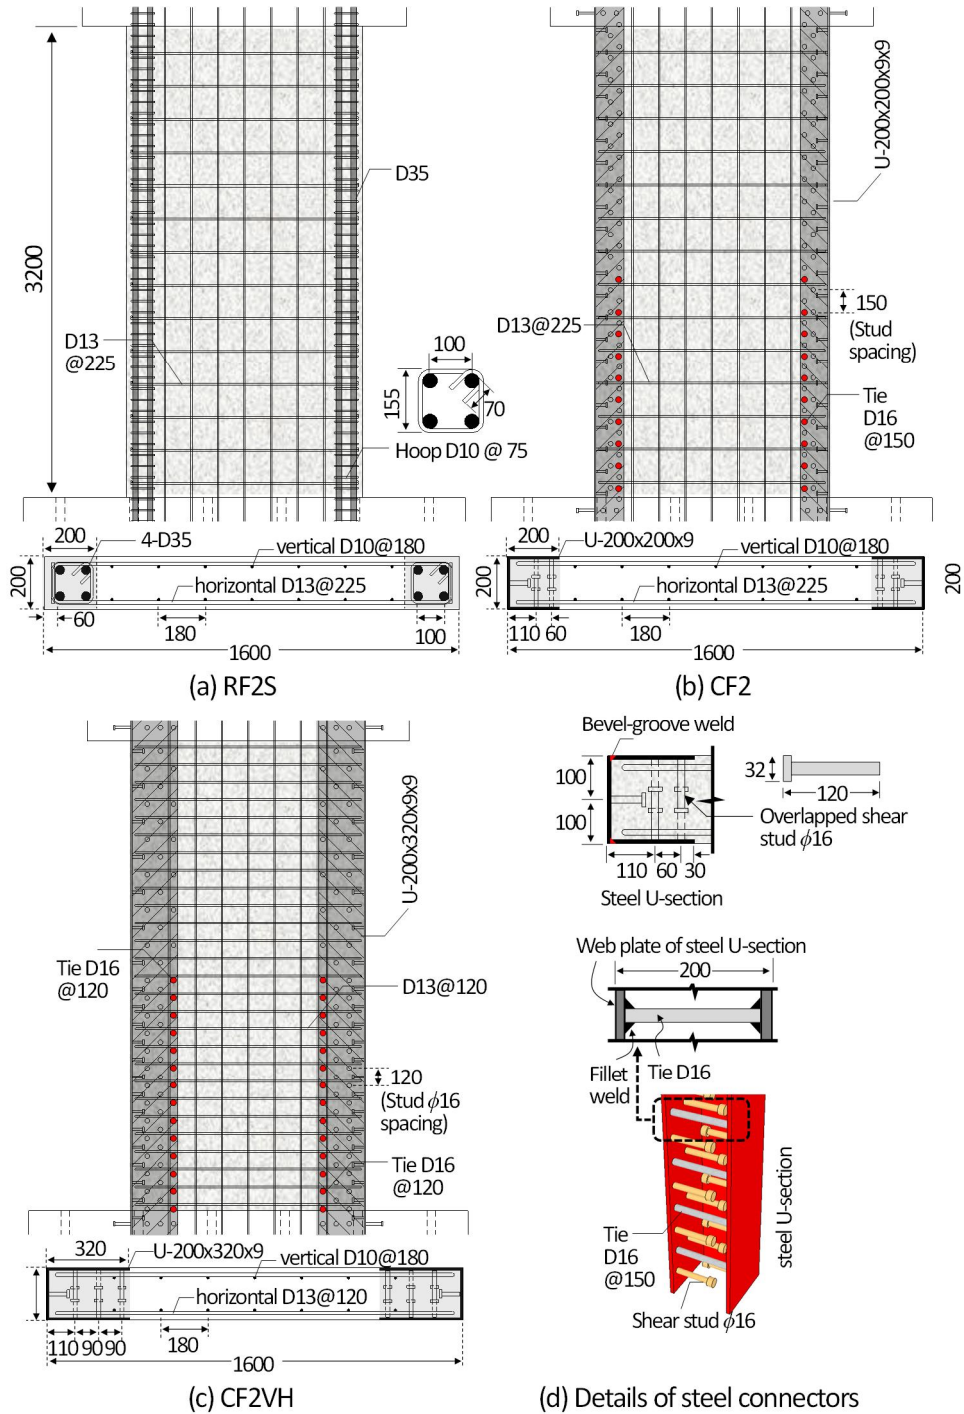 3200
D35
D13
@225
100
155
70
Hoop D10 @ 75
200
4-D35
vertical D10@180
200
horizontal D13@225
60
180
100
1600
(a) RF2S
U-200x200x9x9
D13@225
150
(Stud
spacing)
Tie
D16
@150
200
U-200x200x9
vertical D10@180
200
horizontal D13@225
200
110
60
180
1600
(b) CF2
U-200x320x9x9
Tie D16
@120
D13@120
120
(Stud ϕ16
spacing)
Tie D16
@120
320
U-200x320x9
vertical D10@180
horizontal D13@120
110
90
90
180
1600
(c) CF2VH
Bevel-groove weld
100
100
32
120
Overlapped shear
stud ϕ16
110
60
30
Steel U-section
Web plate of steel U-section
200
Fillet
weld
Tie D16
steel U-section
Tie
D16
@150
Shear stud ϕ16
(d) Details of steel connectors